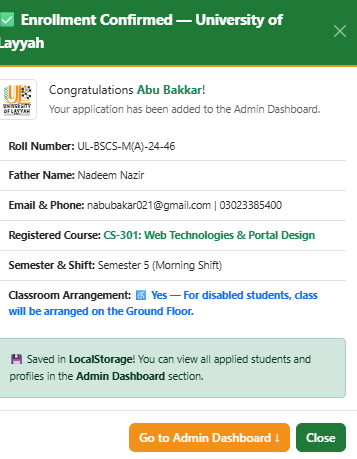 ✅ Enrollment Confirmed — University of
Layyah
Congratulations Abu Bakkar!
Your application has been added to the Admin Dashboard.
UL
UNIVERSITY
OF LAYYAH
Roll Number: UL-BSCS-M(A)-24-46
Father Name: Nadeem Nazir
Email & Phone: nabubakar021@gmail.com | 03023385400
Registered Course: CS-301: Web Technologies & Portal Design
Semester & Shift: Semester 5 (Morning Shift)
Classroom Arrangement: ♿ Yes — For disabled students, class
will be arranged on the Ground Floor.
💾 Saved in LocalStorage! You can view all applied students and
profiles in the Admin Dashboard section.
Go to Admin Dashboard ↓
Close